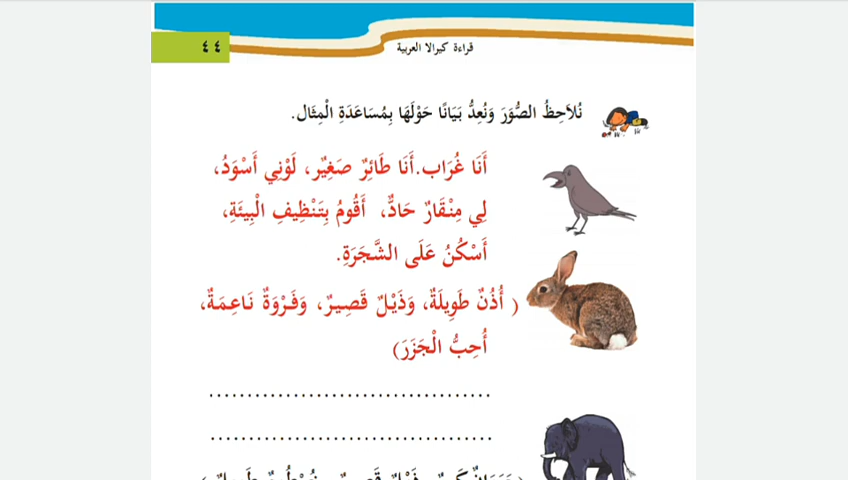 ٤٤
قراءة كيرالا العربية
نُلاَحِظُ الصُّوَرَ وَنُعِدُّ بَيَانًا حَوْلَهَا بِمُسَاعَدَةِ الْمِثَال.
أَنَا غُرَاب. أَنَا طَائِرٌ صَغِيٌر، لَوْنِي أَسْوَدُ،
لِي مِنْقَارٌ حَادٌّ، أَقُومُ بِتَنْظِيفِ الْبِيئَةِ،
أَسْكُنُ عَلَى الشَّجَرَةِ.
( أُذُنٌ طَوِيلَةٌ، وَذَيْلٌ قَصِيرٌ، وَفَرْوَةٌ نَاعِمَةٌ،
أُحِبُّ الْجَزَرَ)
.....................................
.....................................